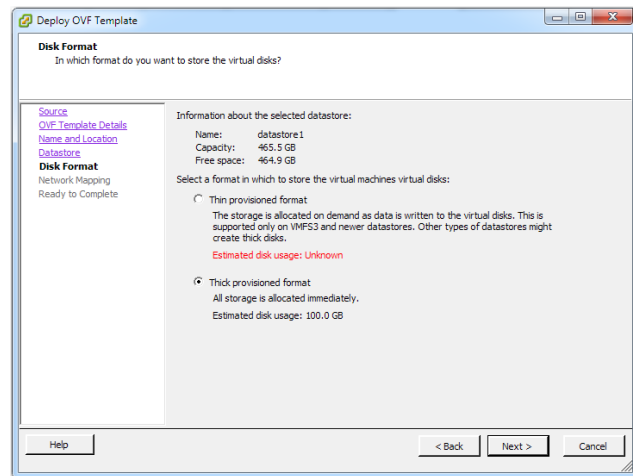 Deploy OVF Template
Disk Format
In which format do you want to store the virtual disks?
Source
OVF Template Details
Name and Location
Datastore
Disk Format
Network Mapping
Ready to Complete
Information about the selected datastore:
Name: datastore1
Capacity: 465.5 GB
Free space: 464.9 GB
Select a format in which to store the virtual machines virtual disks:
Thin provisioned format
The storage is allocated on demand as data is written to the virtual disks. This is
supported only on VMFS3 and newer datastores. Other types of datastores might
create thick disks.
Estimated disk usage: Unknown
Thick provisioned format
All storage is allocated immediately.
Estimated disk usage: 100.0 GB
Help
< Back
Next >
Cancel